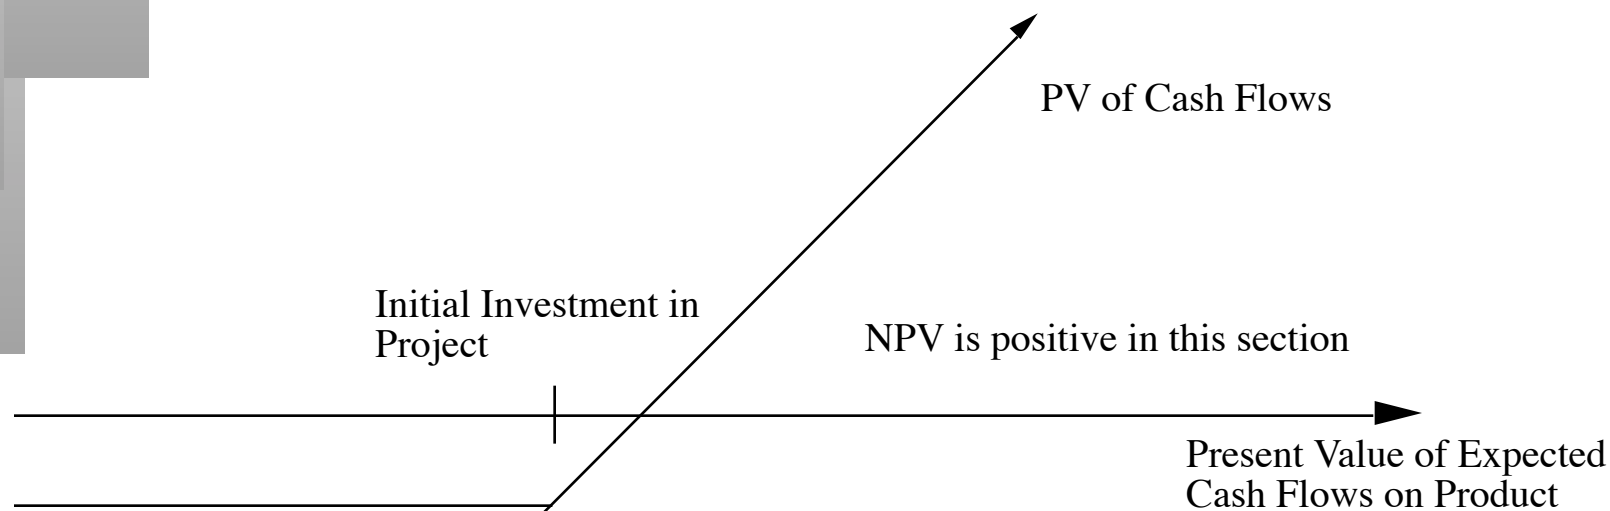 PV of Cash Flows
Initial Investment in
Project
NPV is positive in this section
Present Value of Expected
Cash Flows on Product